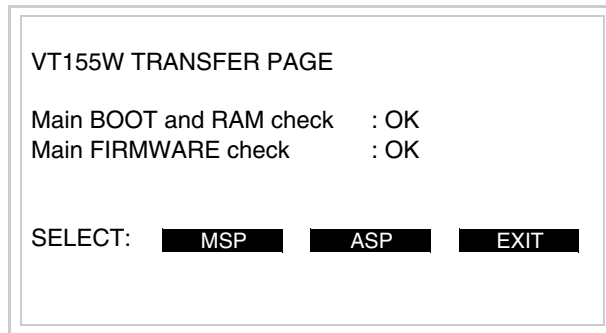 VT155W TRANSFER PAGE
Main BOOT and RAM check : OK
Main FIRMWARE check : OK
SELECT: MSP ASP EXIT